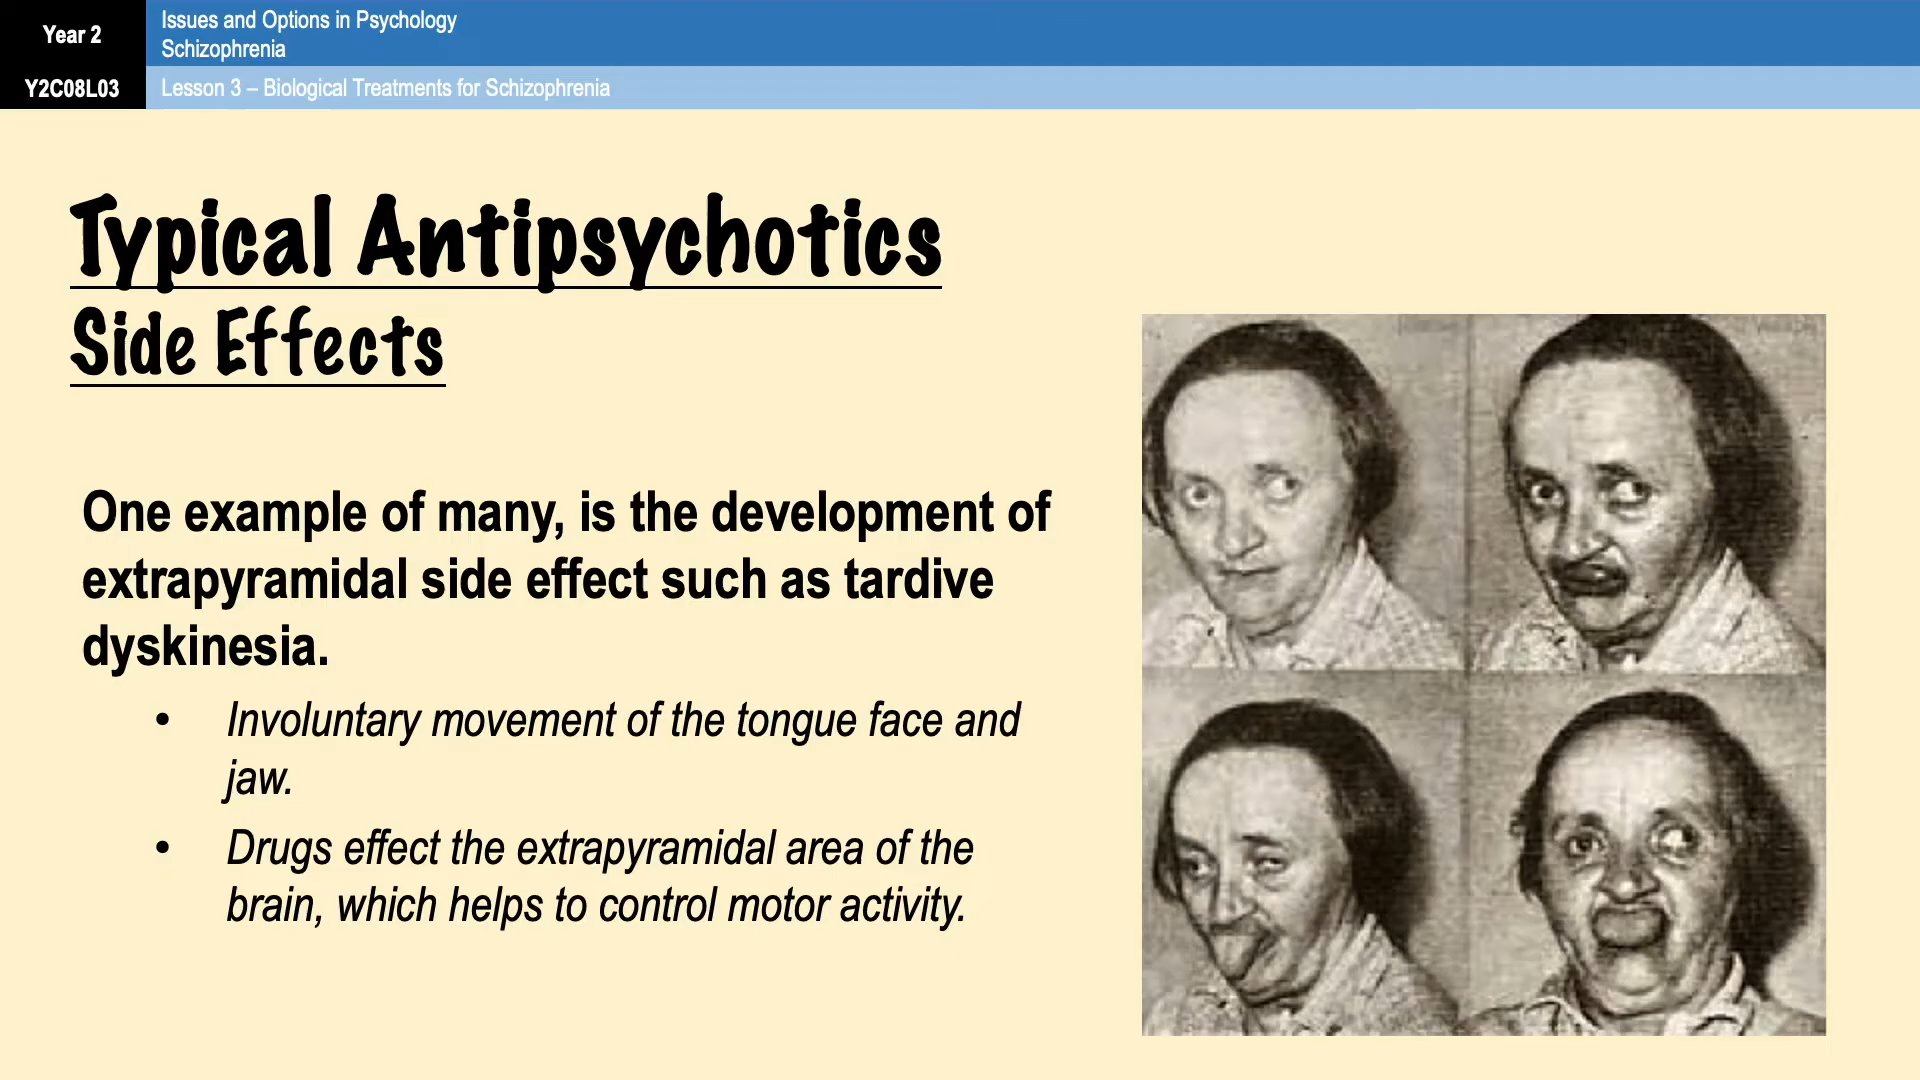 Year 2
Issues and Options in Psychology
Schizophrenia
Y2C08L03
Lesson 3 – Biological Treatments for Schizophrenia
Typical Antipsychotics
Side Effects
One example of many, is the development of
extrapyramidal side effect such as tardive
dyskinesia.
• Involuntary movement of the tongue face and
jaw.
• Drugs effect the extrapyramidal area of the
brain, which helps to control motor activity.